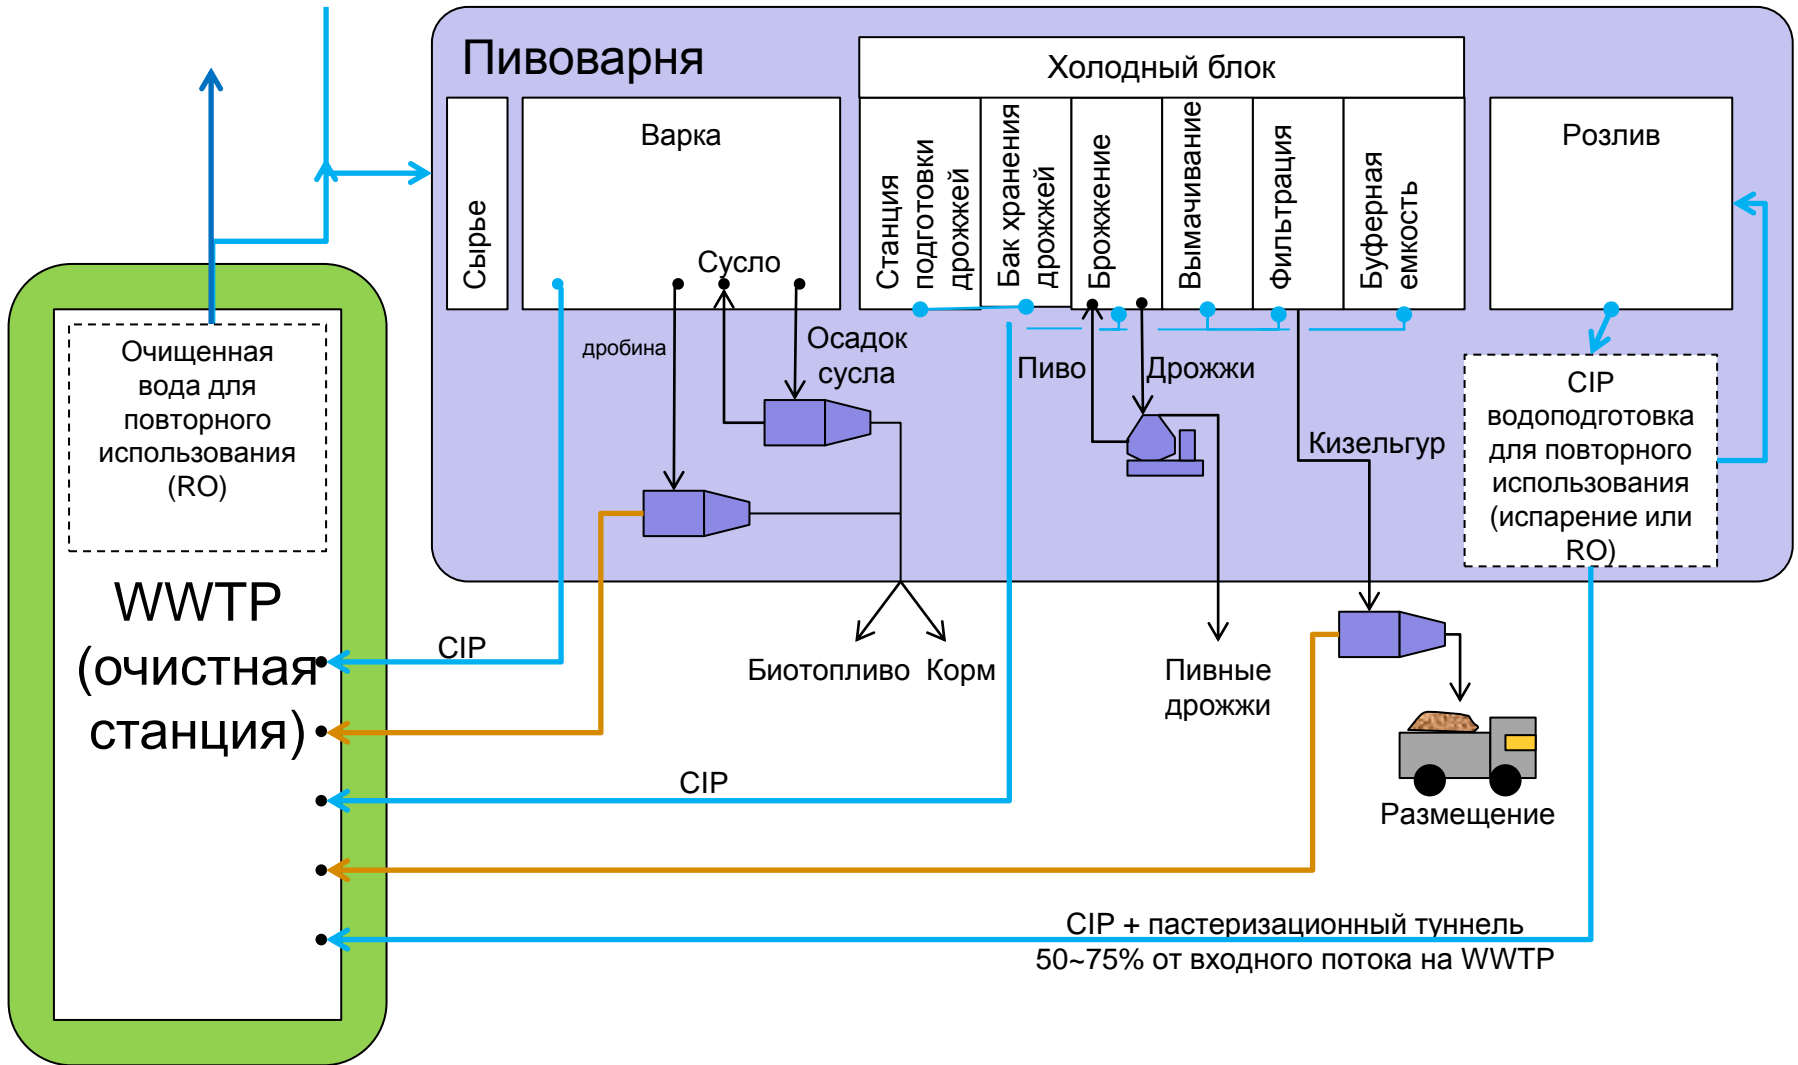 Пивоварня
Холодный блок
Сырье
Варка
Сусло
Станция
подготовки
дрожжей
Бак хранения
дрожжей
Брожжение
Вымачивание
Фильтрация
Буферная
емкость
Розлив
Очищенная
вода для
повторного
использования
(RO)
дробина
Осадок
сусла
Пиво
Дрожжи
Кизельгур
CIP
водоподготовка
для повторного
использования
(испарение или
RO)
WWTP
(очистная
станция)
CIP
Биотопливо
Корм
Пивные
дрожжи
CIP
Размещение
CIP + пастеризационный туннель
50~75% от входного потока на WWTP